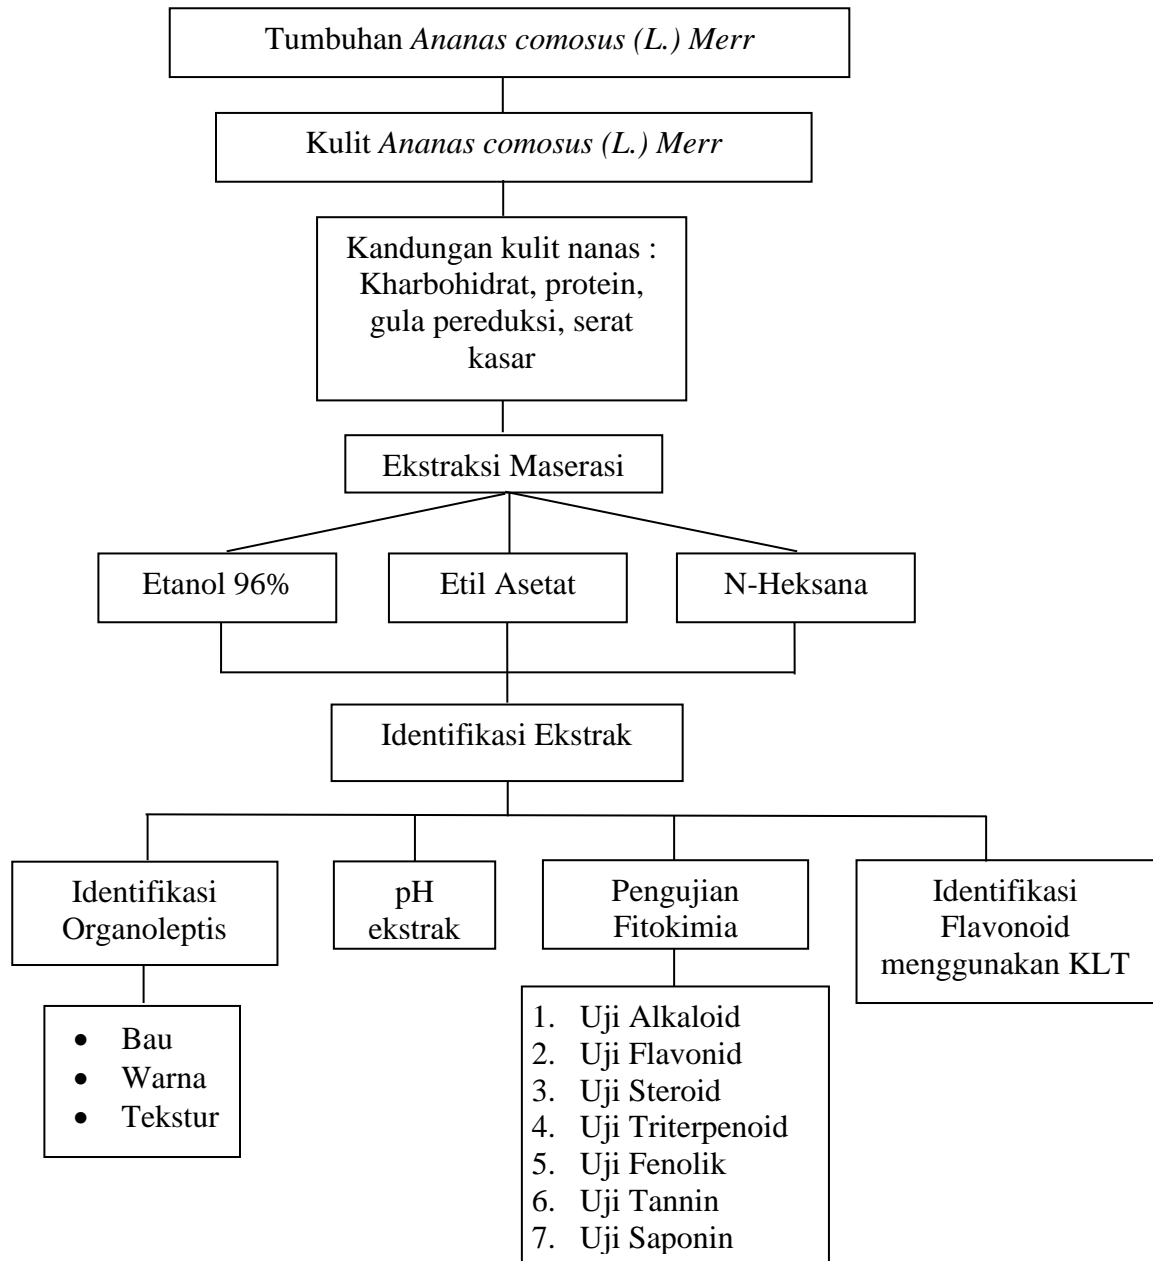 Tumbuhan Ananas comosus (L.) Merr
Kulit Ananas comosus (L.) Merr
Kandungan kulit nanas :
Kharbohidrat, protein,
gula pereduksi, serat
kasar
Ekstraksi Maserasi
Etanol 96%
Etil Asetat
N-Heksana
Identifikasi Ekstrak
Identifikasi
Organoleptis
pH
ekstrak
Pengujian
Fitokimia
Identifikasi
Flavonoid
menggunakan KLT
• Bau
• Warna
• Tekstur
1. Uji Alkaloid
2. Uji Flavonid
3. Uji Steroid
4. Uji Triterpenoid
5. Uji Fenolik
6. Uji Tannin
7. Uji Saponin